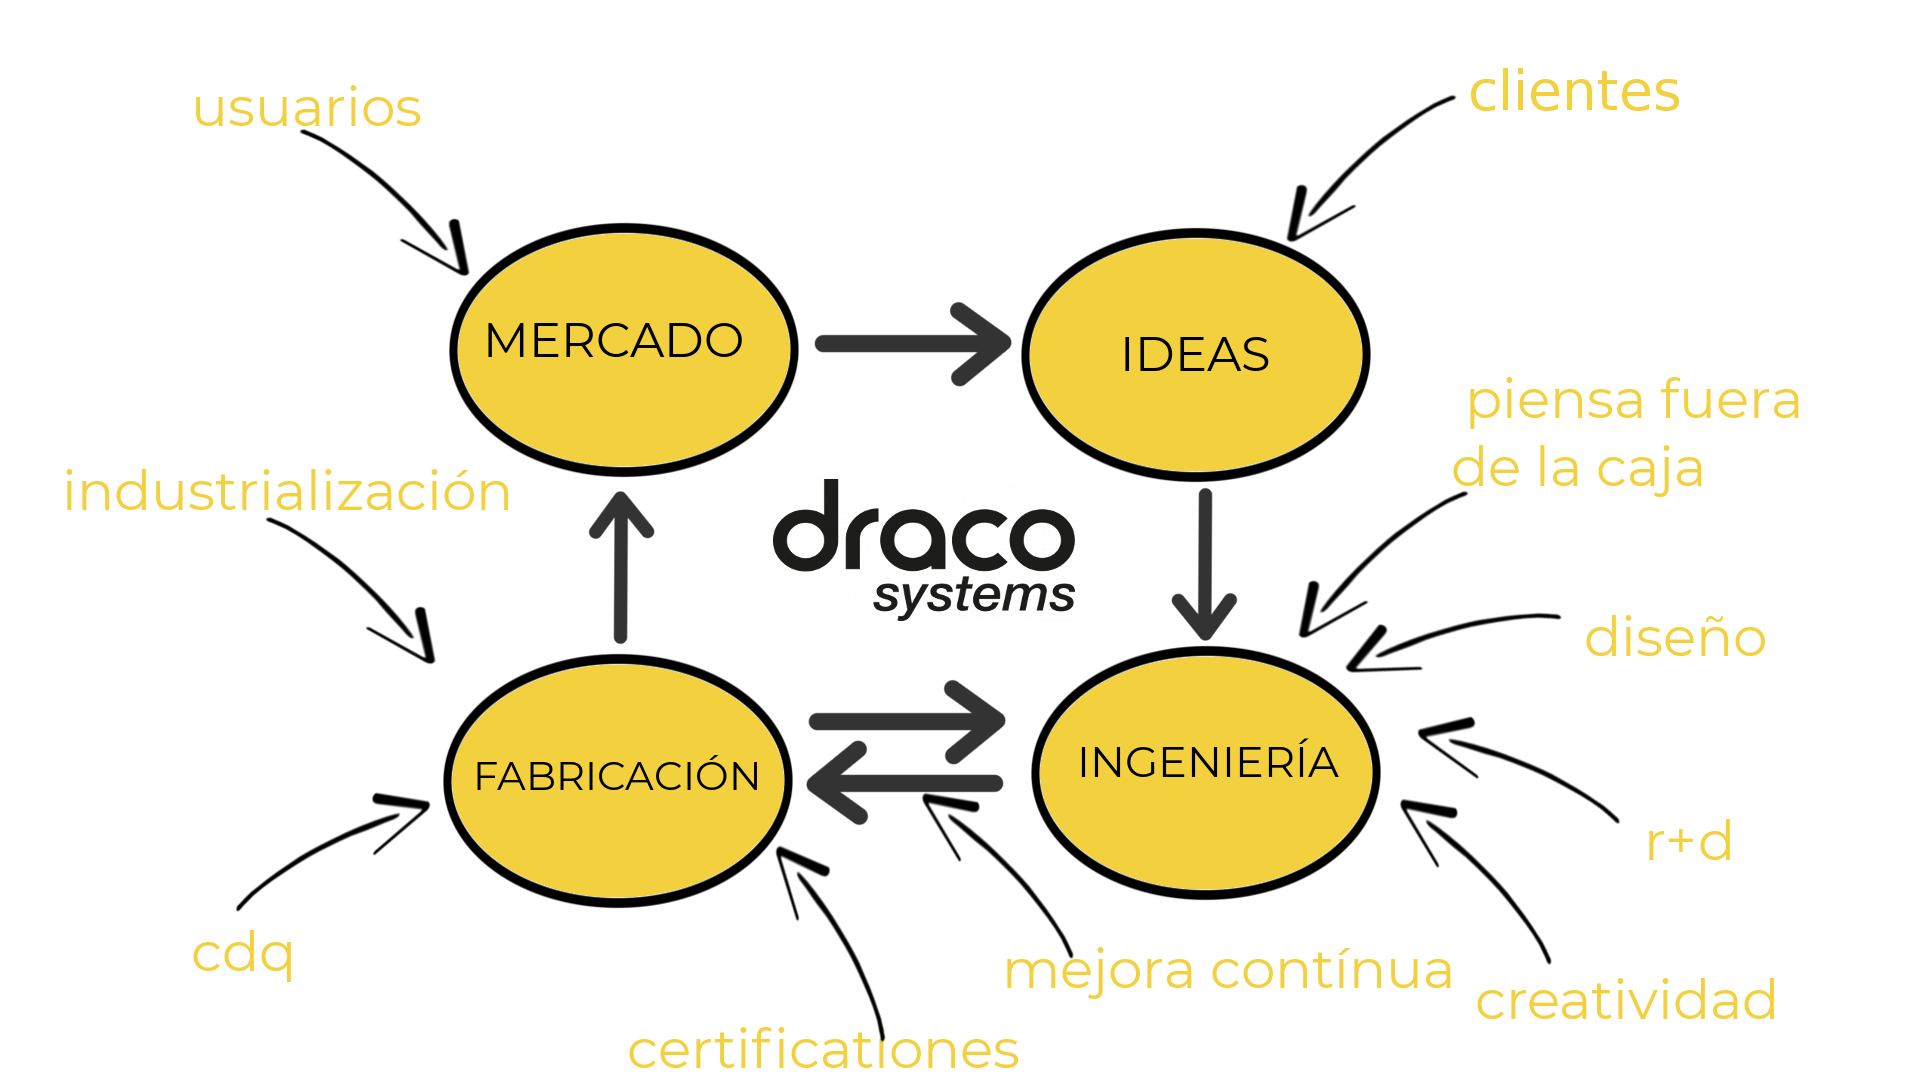 usuarios
clientes
MERCADO
IDEAS
piensa fuera
de la caja
industrialización
draco
systems
diseño
FABRICACIÓN
INGENIERÍA
r+d
cdq
mejora contínua
creatividad
certificationes